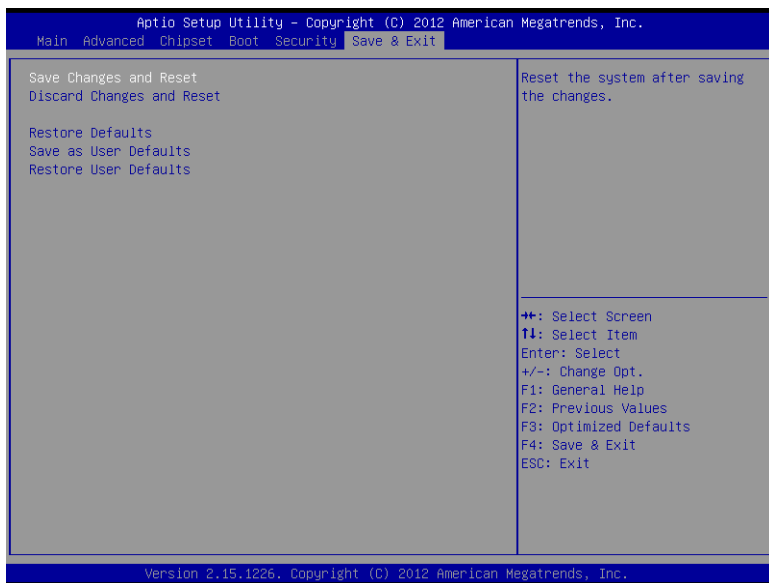 Aptio Setup Utility – Copyright (C) 2012 American Megatrends, Inc.
Main Advanced Chipset Boot Security Save & Exit
Save Changes and Reset
Discard Changes and Reset
Restore Defaults
Save as User Defaults
Restore User Defaults
Reset the system after saving
the changes.
→←: Select Screen
↑↓: Select Item
Enter: Select
+/-: Change Opt.
F1: General Help
F2: Previous Values
F3: Optimized Defaults
F4: Save & Exit
ESC: Exit
Version 2.15.1226. Copyright (C) 2012 American Megatrends, Inc.